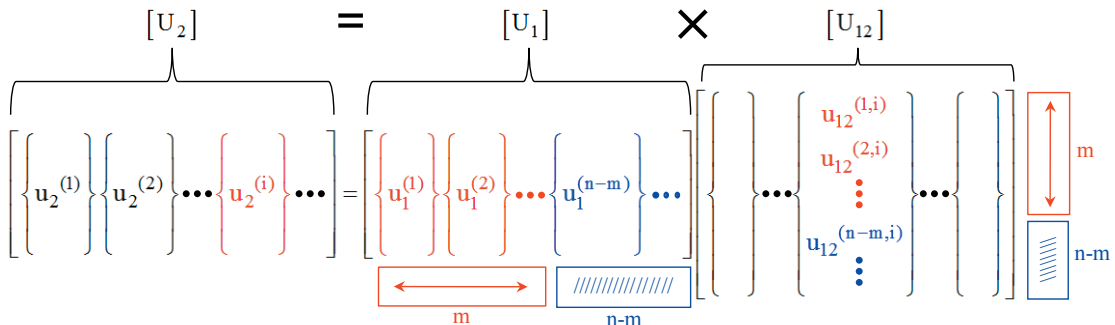 [U₂] = [U₁] × [U₁₂]
u₁₂⁽¹,ⁱ⁾
u₁₂⁽²,ⁱ⁾
m
u₂⁽¹⁾ u₂⁽²⁾ ••• u₂⁽ⁱ⁾ ••• = u₁⁽¹⁾ u₁⁽²⁾ ••• u₁⁽ⁿ⁻ᵐ⁾ ••• ••• •••
u₁₂⁽ⁿ⁻ᵐ,ⁱ⁾
n-m
m
n-m